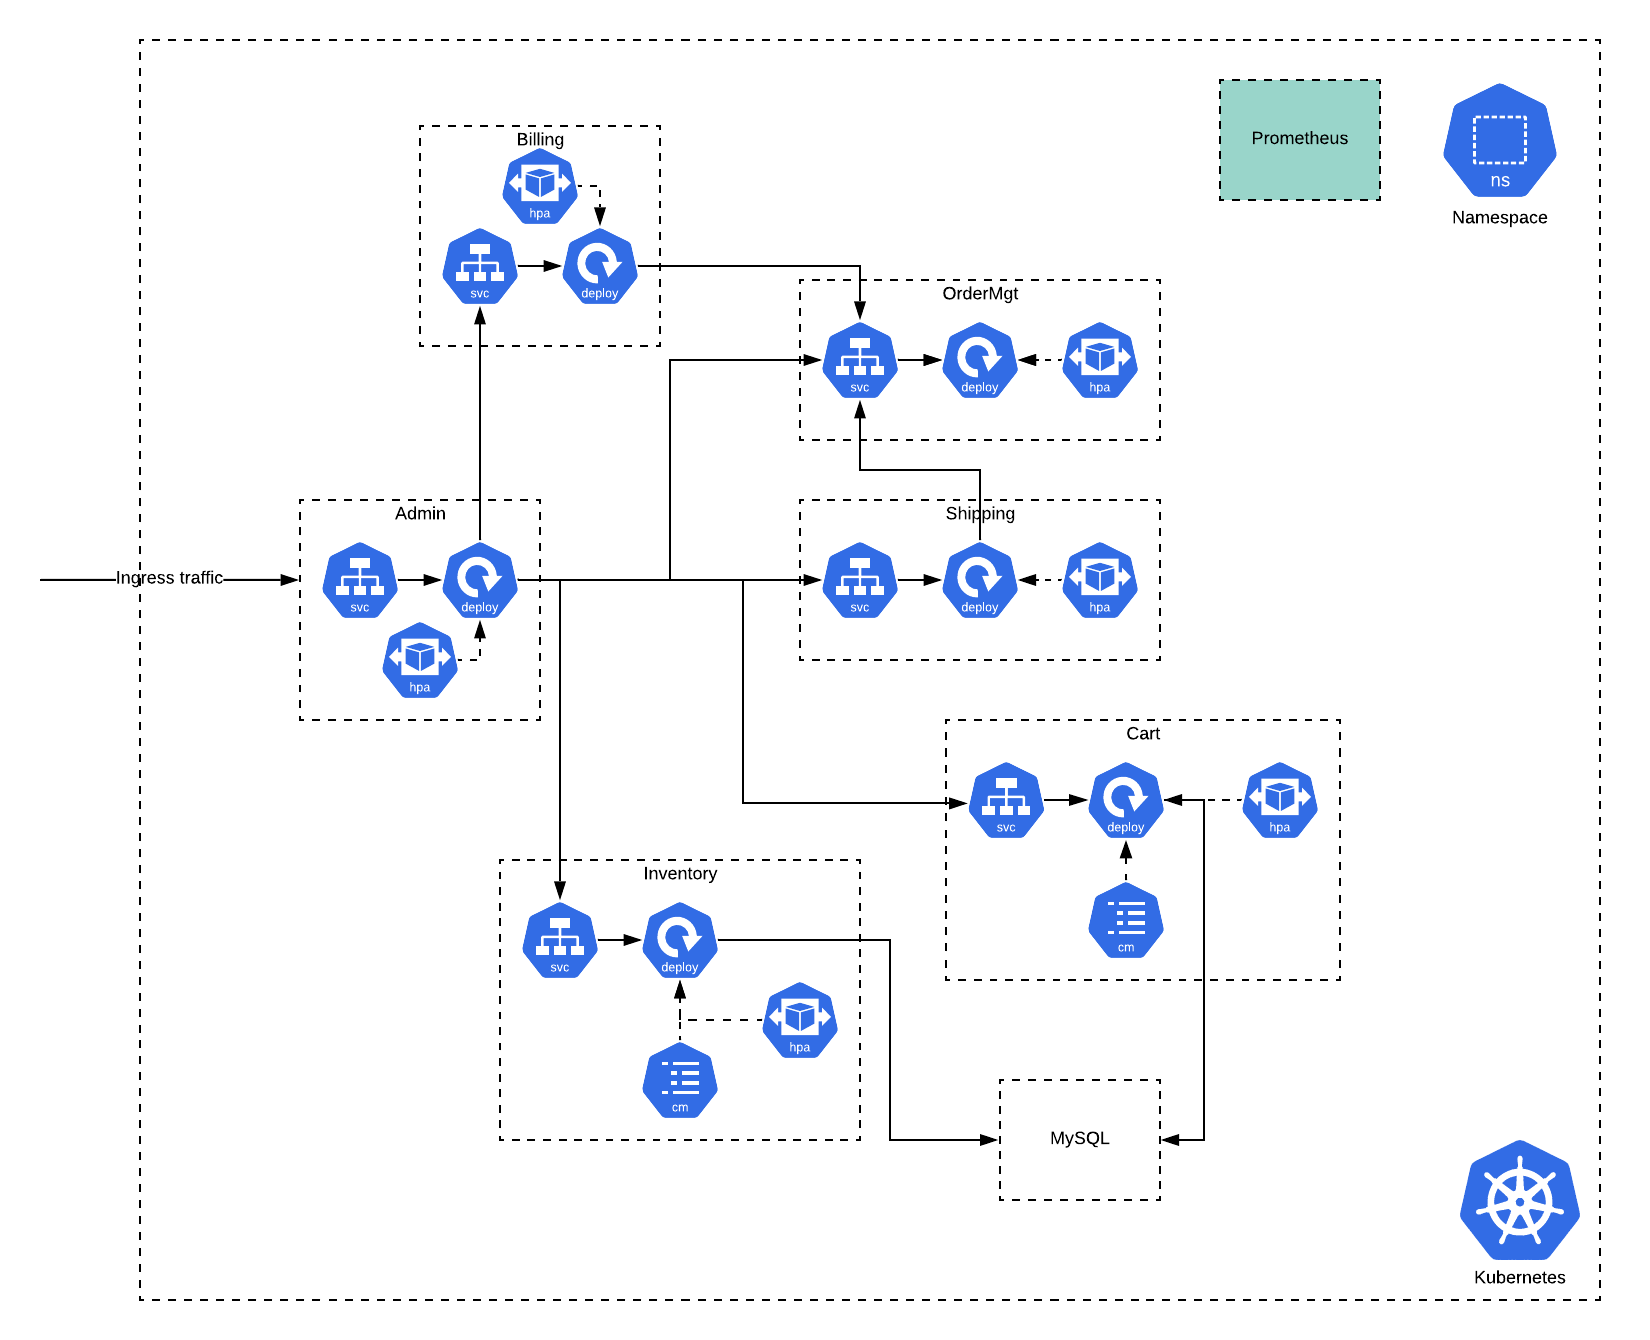 Prometheus
ns
Namespace
Billing
hpa
svc
deploy
OrderMgt
svc
deploy
hpa
Ingress traffic
Admin
svc
deploy
hpa
Shipping
svc
deploy
hpa
Cart
svc
deploy
hpa
cm
Inventory
svc
deploy
hpa
cm
MySQL
Kubernetes